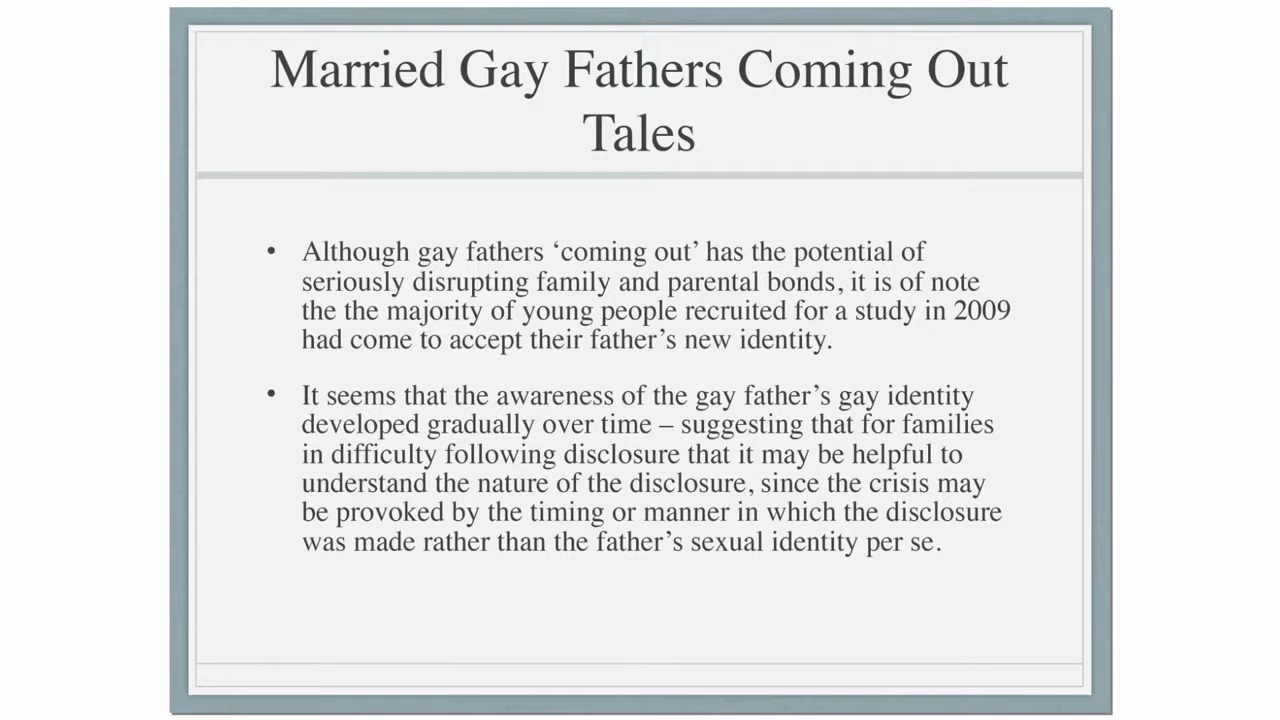 Married Gay Fathers Coming Out
Tales
• Although gay fathers ‘coming out’ has the potential of
seriously disrupting family and parental bonds, it is of note
the the majority of young people recruited for a study in 2009
had come to accept their father’s new identity.
• It seems that the awareness of the gay father’s gay identity
developed gradually over time – suggesting that for families
in difficulty following disclosure that it may be helpful to
understand the nature of the disclosure, since the crisis may
be provoked by the timing or manner in which the disclosure
was made rather than the father’s sexual identity per se.